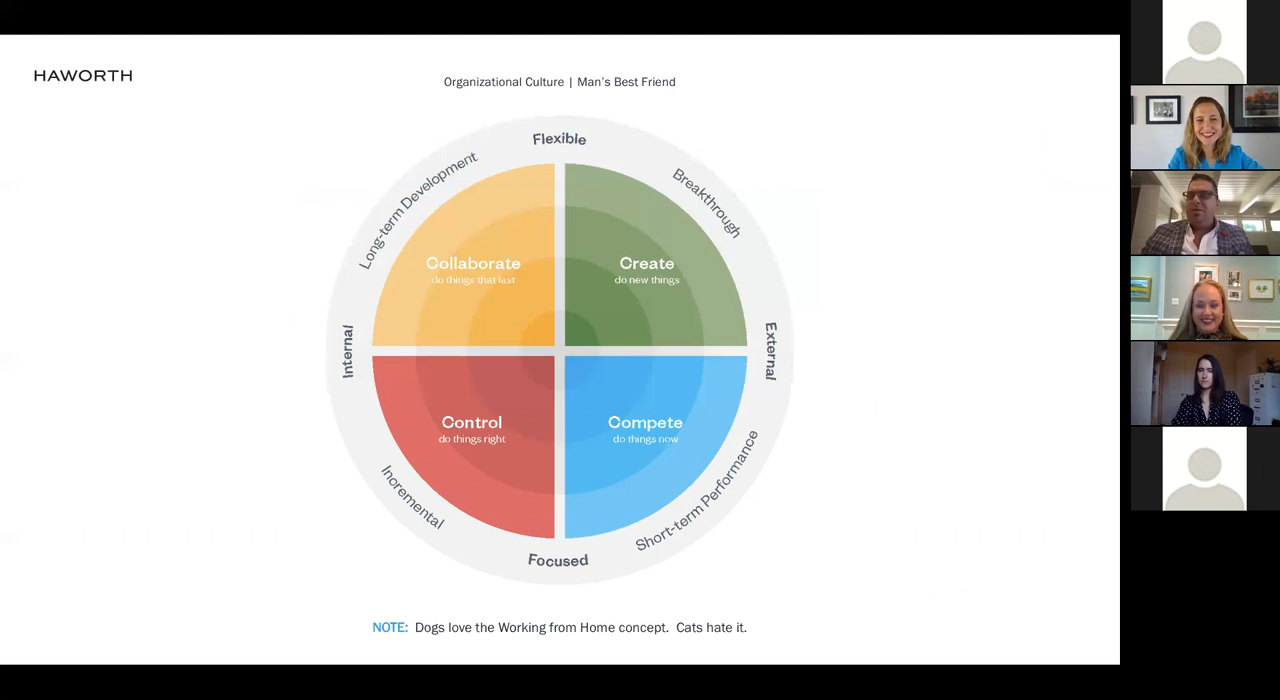 HAWORTH
Organizational Culture | Man's Best Friend
Flexible
Long-term Development
Breakthrough
Collaborate
do things that last
Create
do new things
Internal
External
Control
do things right
Compete
do things now
Incremental
Short-term Performance
Focused
NOTE: Dogs love the Working from Home concept. Cats hate it.